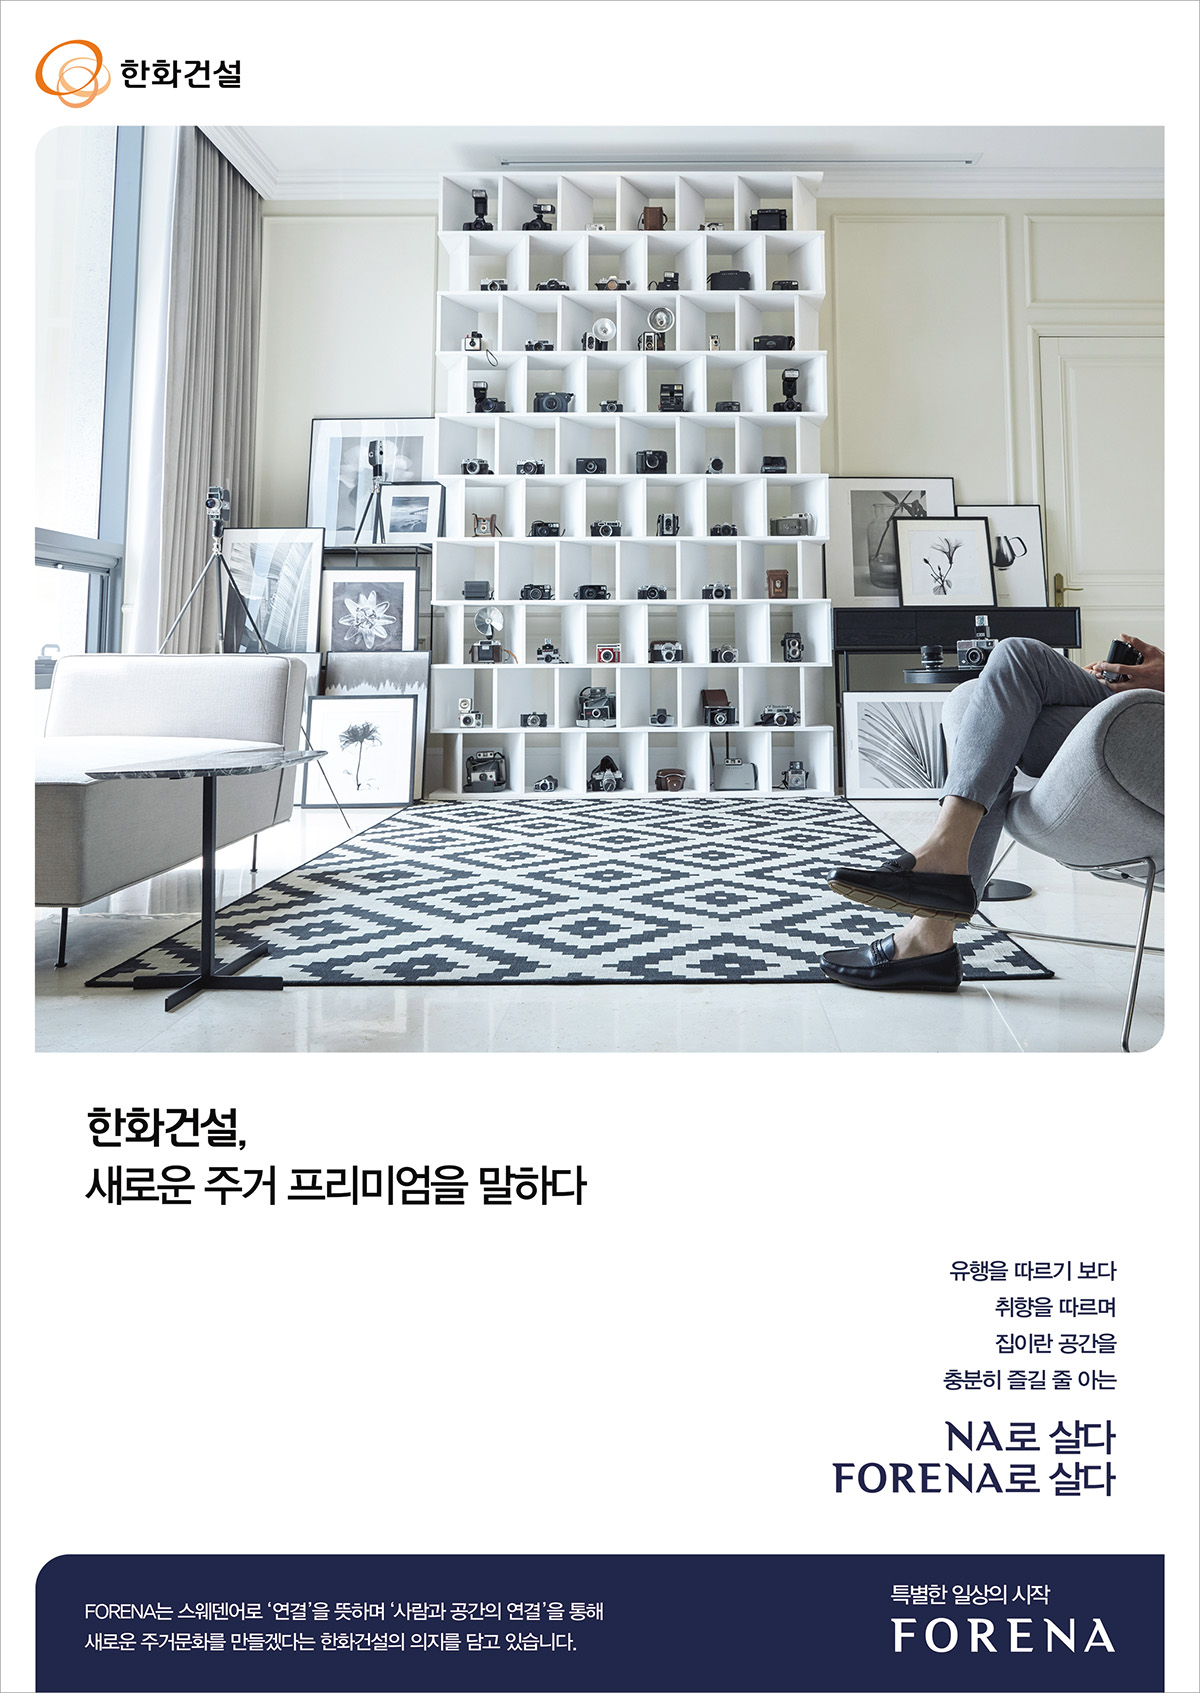 한화건설
한화건설,
새로운 주거 프리미엄을 말하다
유행을 따르기 보다
취향을 따르며
집이란 공간을
충분히 즐길 줄 아는
NA로 살다
FORENA로 살다
FORENA는 스웨덴어로 ‘연결’을 뜻하며 ‘사람과 공간의 연결’을 통해
새로운 주거문화를 만들겠다는 한화건설의 의지를 담고 있습니다.
특별한 일상의 시작
FORENA